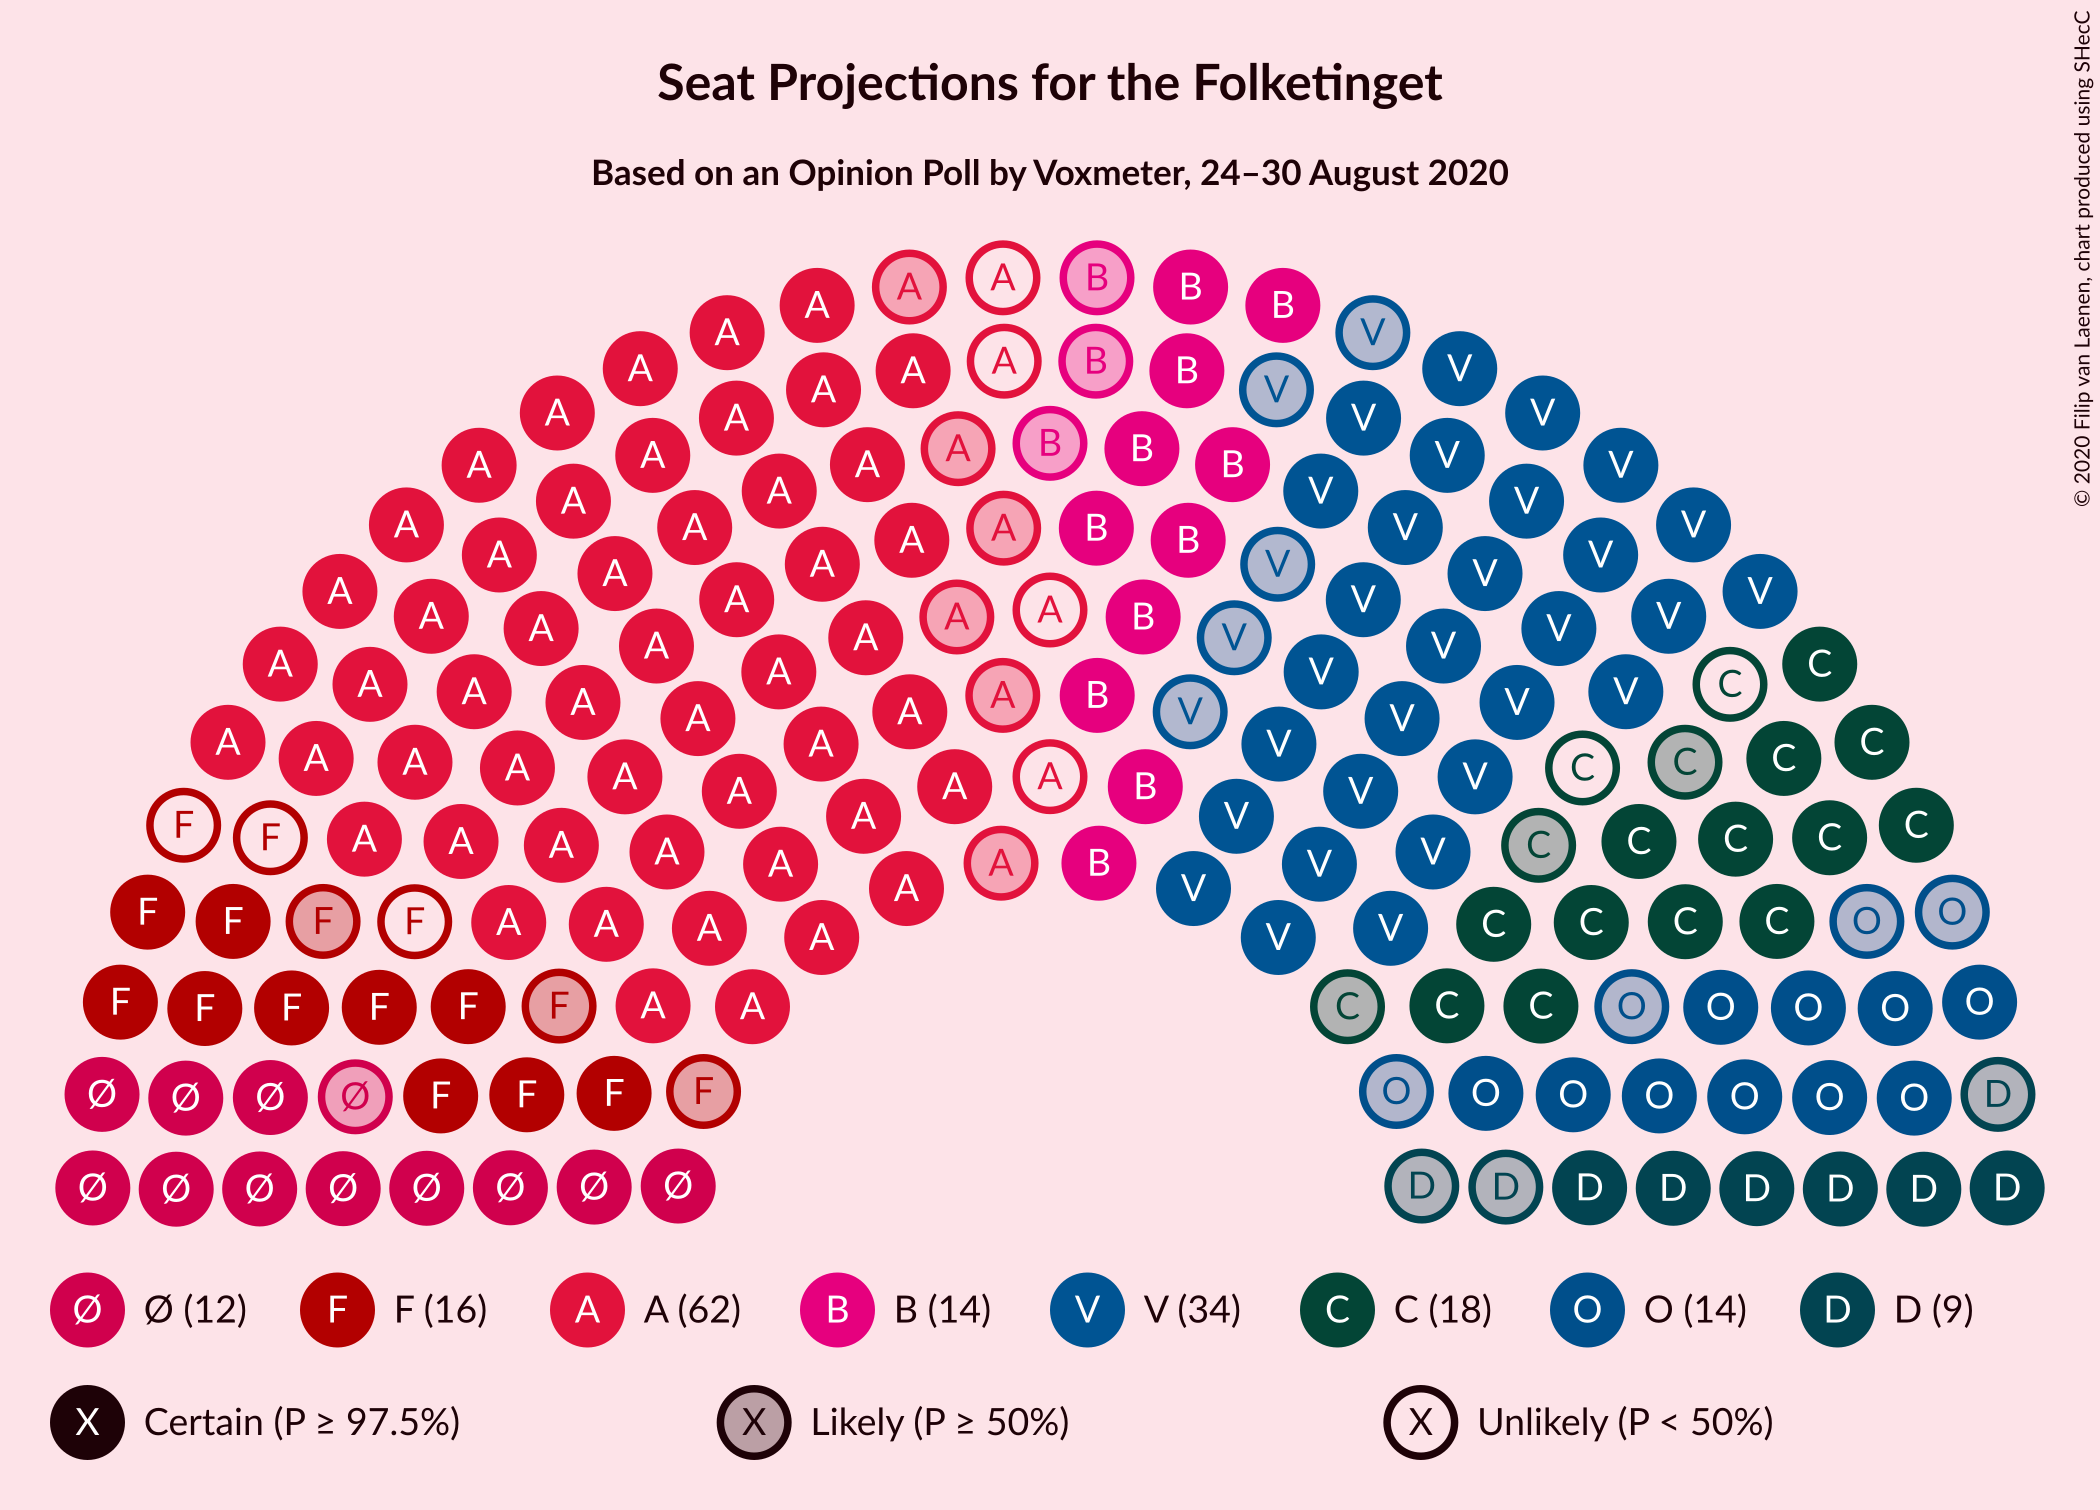 Seat Projections for the Folketinget
Based on an Opinion Poll by Voxmeter, 24–30 August 2020
© 2020 Filip van Laenen, chart produced using SHecC
A A A A A A A A A A A A B B B V V V V V V C C C
F F A A A A A A A A A A B B V V V V V V C C C O O
F F F F A A A A A A A A A B B B V V V V V C C C C
F F F F F F A A A A A A A A B B V V V V V C C C O O O O O
Ø Ø Ø Ø F F F F O O O O O O O D
Ø Ø Ø Ø Ø Ø Ø Ø D D D D D D D D
Ø Ø (12) F F (16) A A (62) B B (14) V V (34) C C (18) O O (14) D D (9)
X Certain (P ≥ 97.5%) X Likely (P ≥ 50%) X Unlikely (P < 50%)